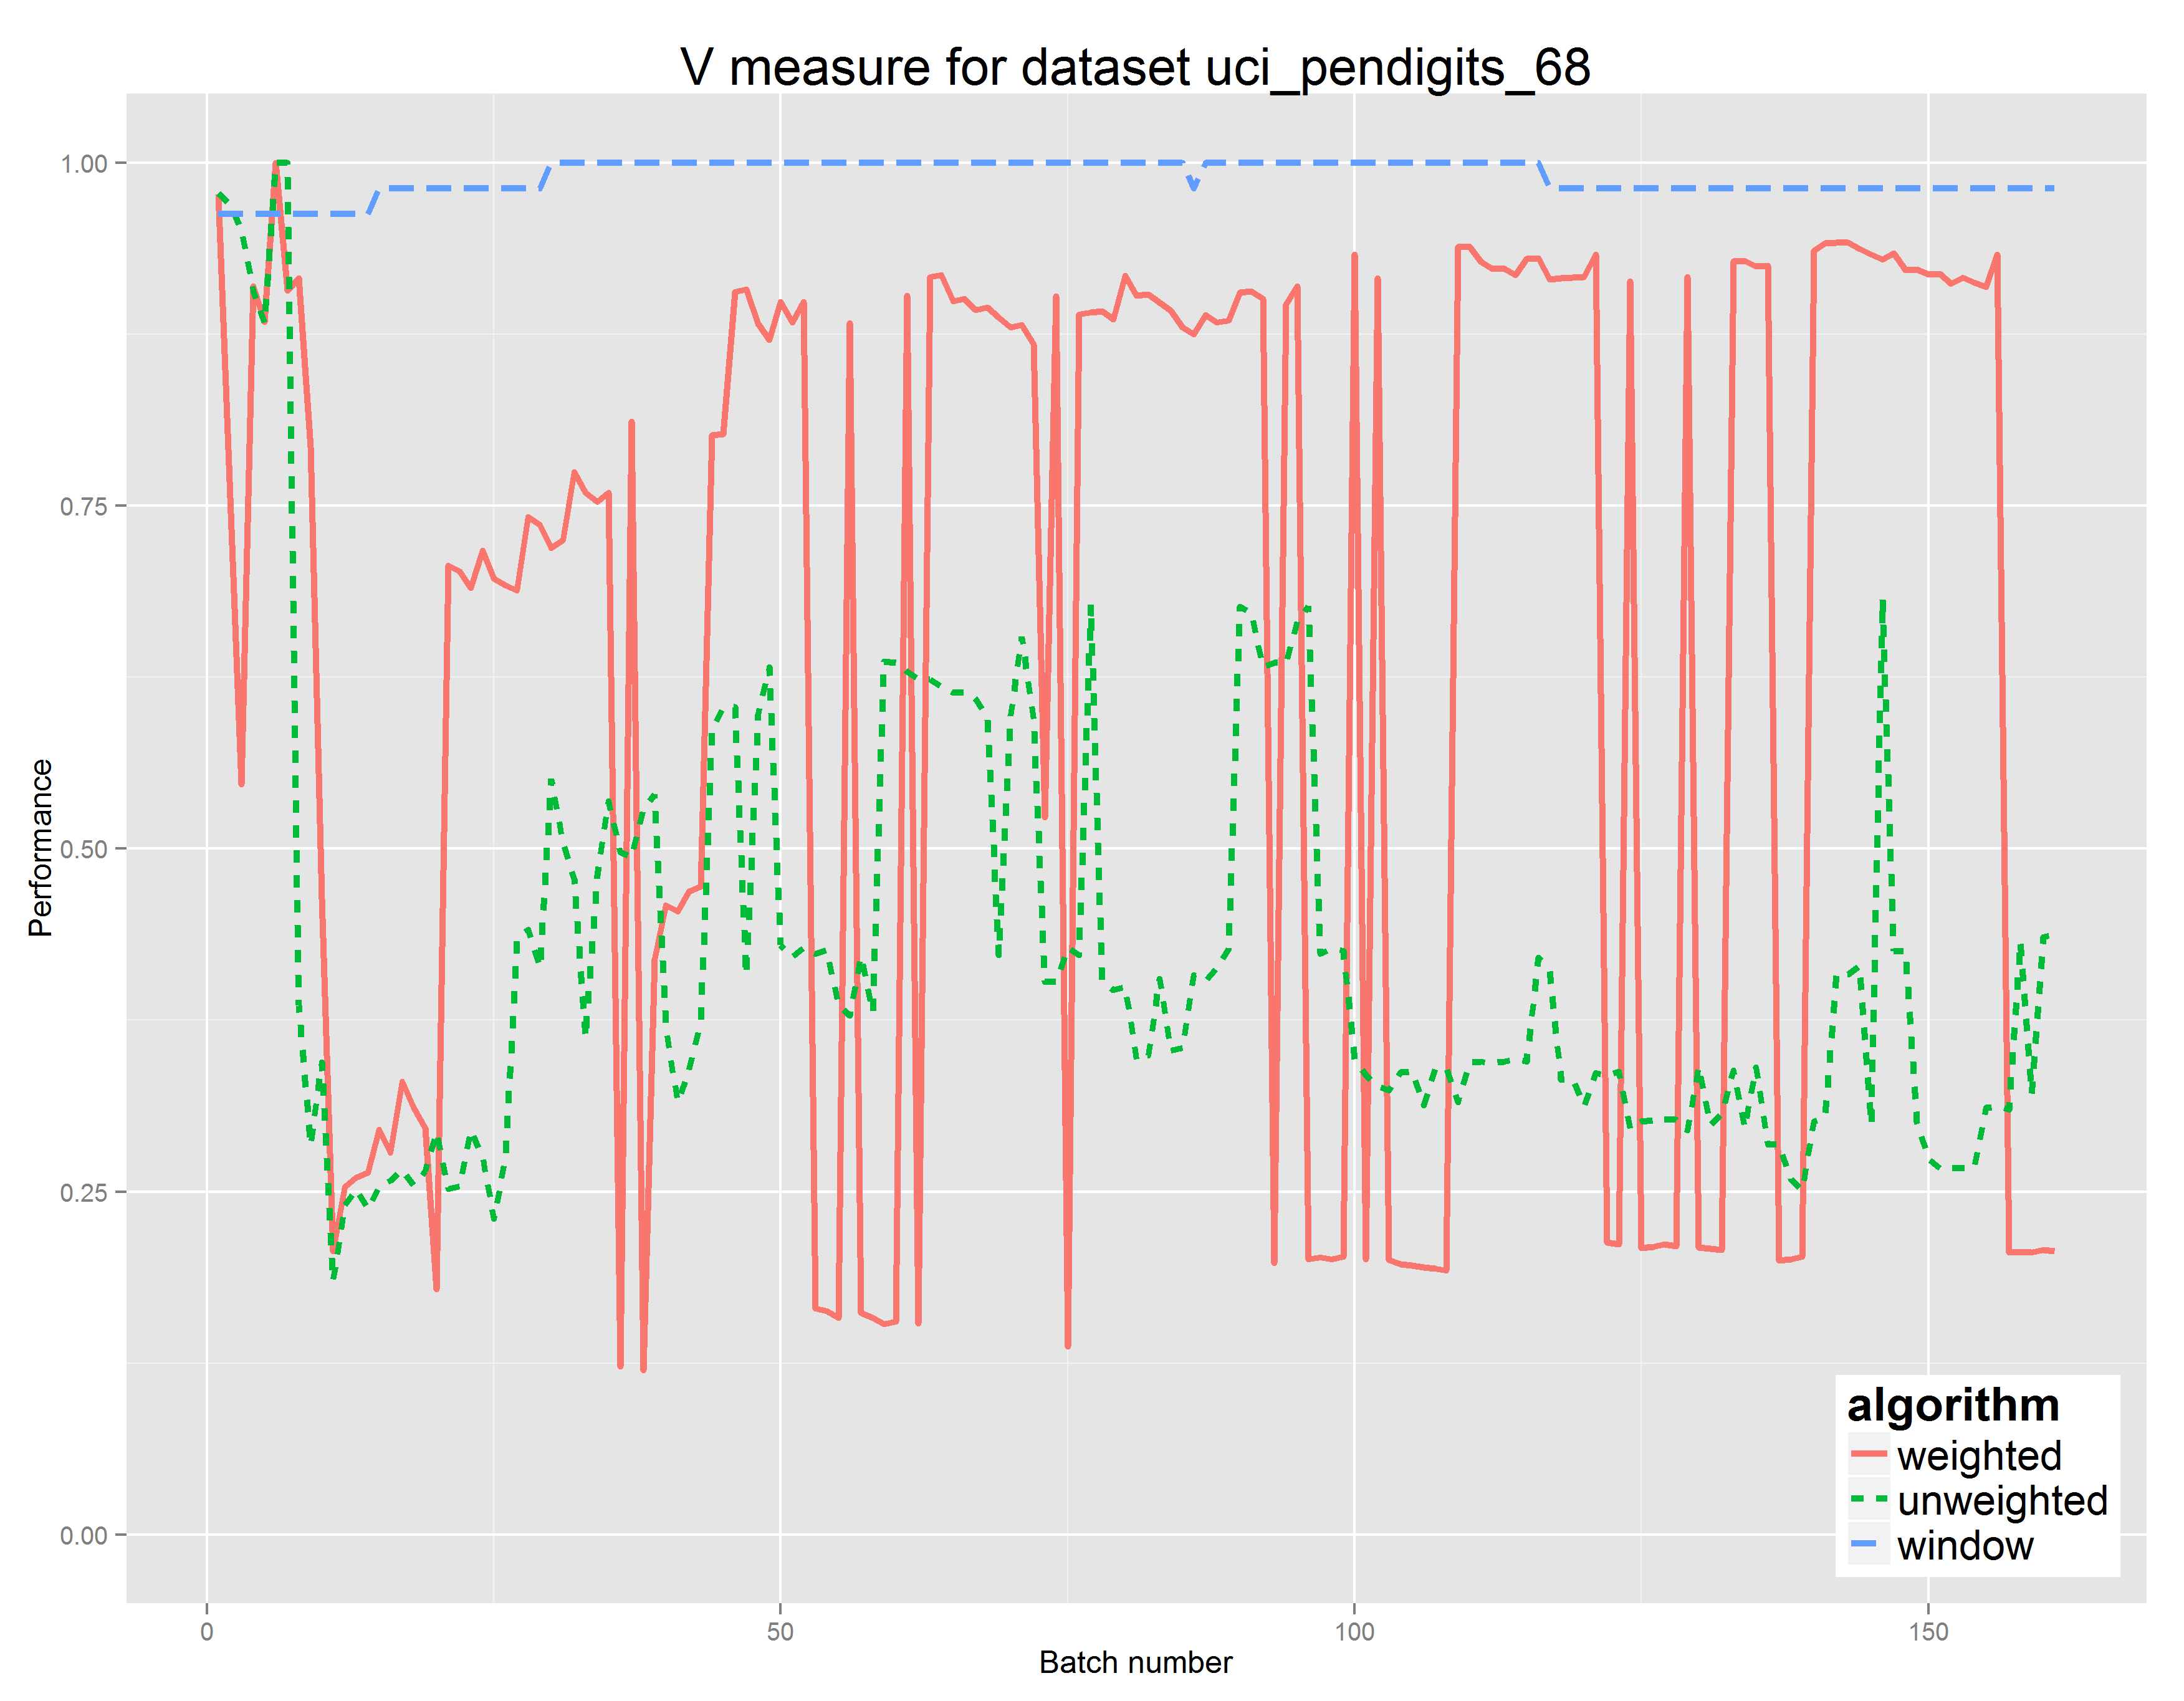 V measure for dataset uci_pendigits_68
Performance
1.00
0.75
0.50
0.25
0.00
0
50
100
150
Batch number
algorithm
weighted
unweighted
window